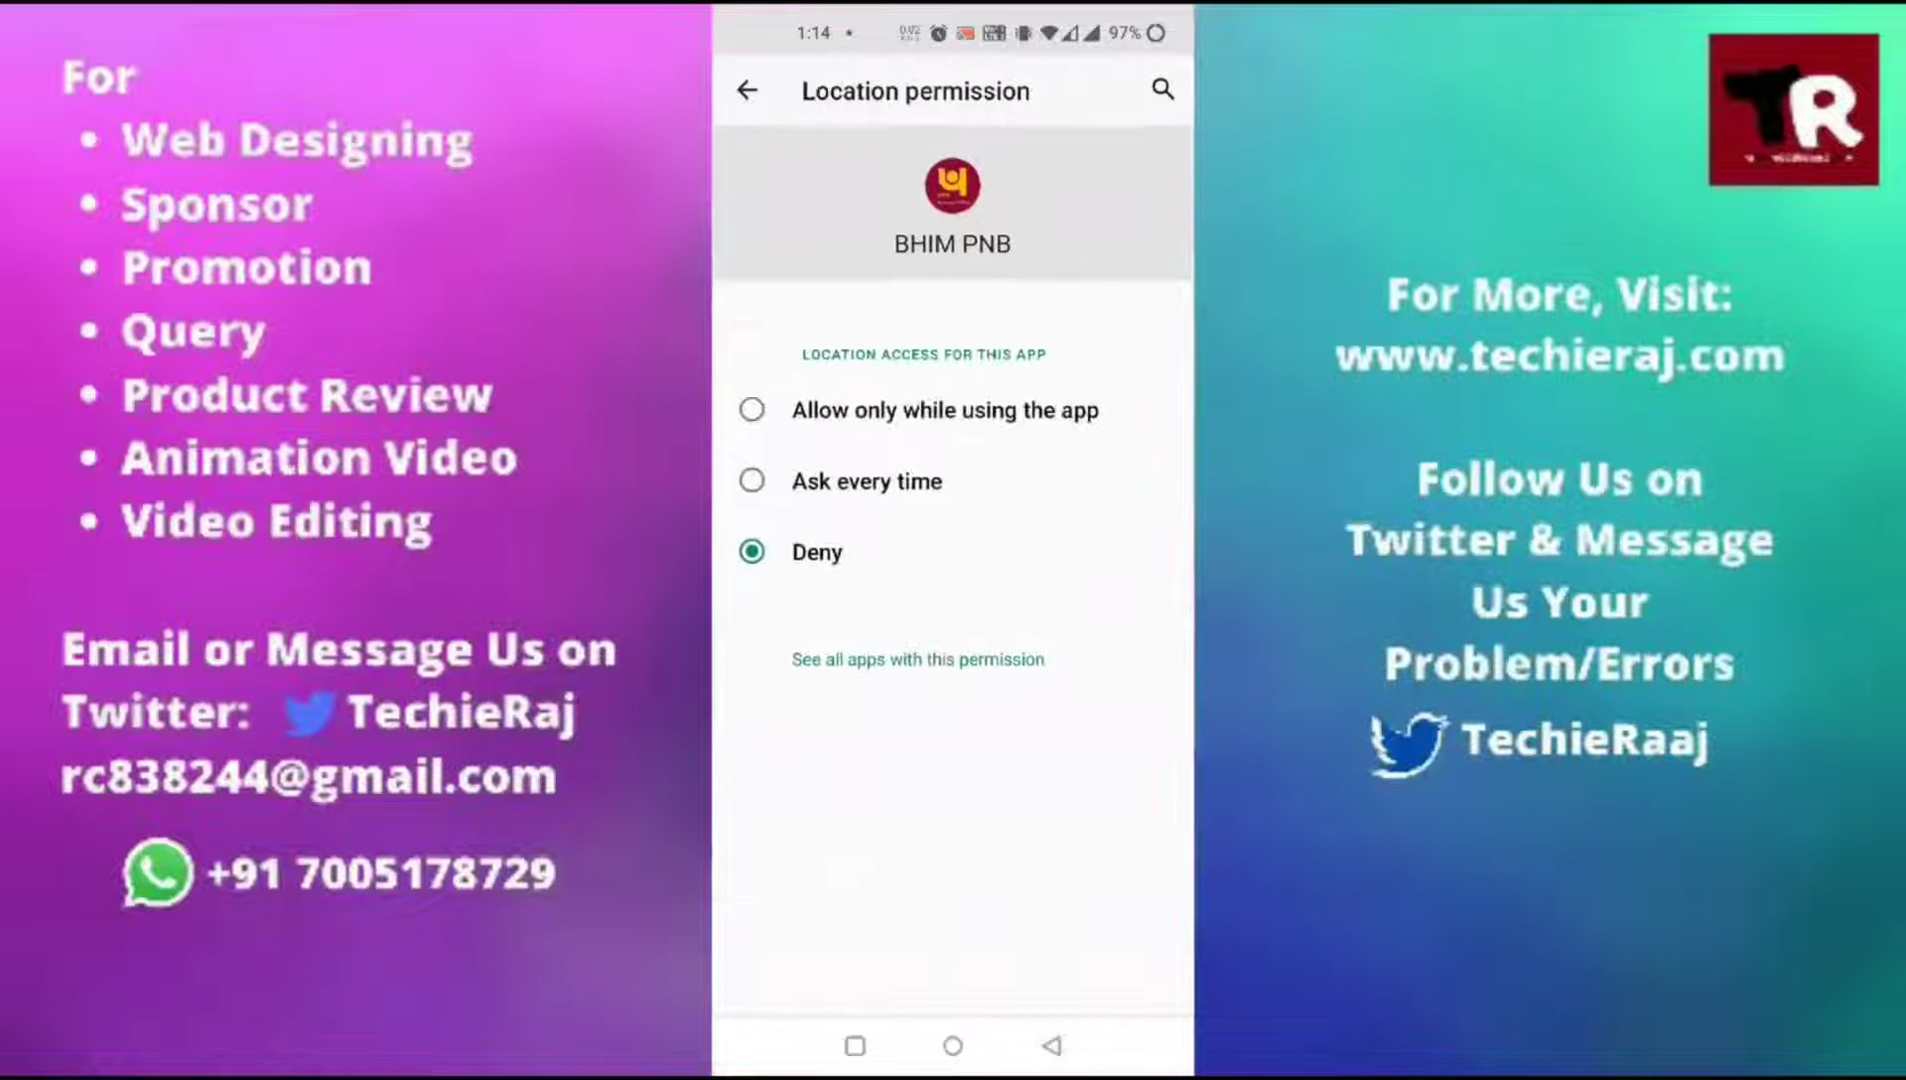 For
• Web Designing
• Sponsor
• Promotion
• Query
• Product Review
• Animation Video
• Video Editing
Email or Message Us on
Twitter: TechieRaj
rc838244@gmail.com
+91 7005178729
1:14
97%
Location permission
BHIM PNB
LOCATION ACCESS FOR THIS APP
Allow only while using the app
Ask every time
Deny
See all apps with this permission
TR
For More, Visit:
www.techieraj.com
Follow Us on
Twitter & Message
Us Your
Problem/Errors
TechieRaaj